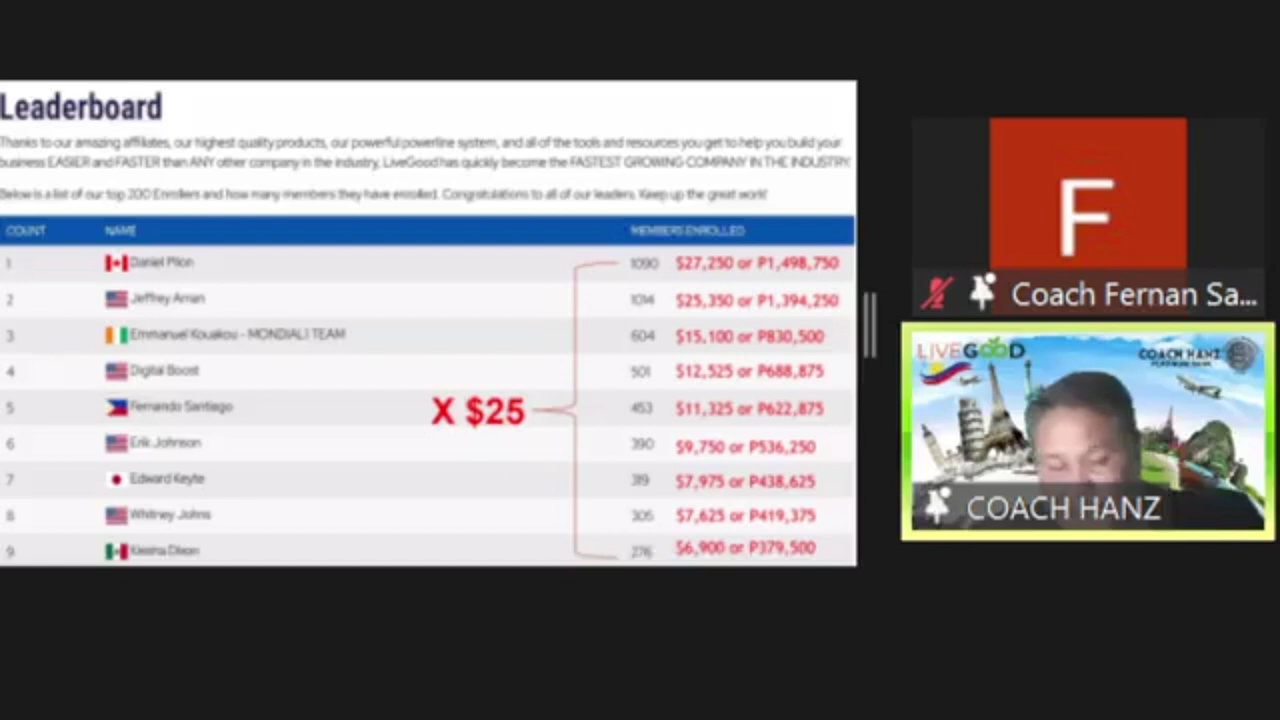 Leaderboard
Thanks to our amazing affiliates, our highest quality products, our powerful powerline system, and all of the tools and resources you get to help you build your
business EASIER and FASTER than ANY other company in the industry, LiveGood has quickly become the FASTEST GROWING COMPANY IN THE INDUSTRY.
Below is a list of our top 200 Enrollers and how many members they have enrolled. Congratulations to all of our leaders. Keep up the great work!
COUNT NAME MEMBERS ENROLLED
1 Daniel Pilon 1090 $27,250 or P1,498,750
2 Jeffrey Aman 1014 $25,350 or P1,394,250
3 Emmanuel Kouakou - MONDIALI TEAM 604 $15,100 or P830,500
4 Digital Boost 501 $12,525 or P688,875
5 Fernando Santiago 453 $11,325 or P622,875
X $25
6 Erik Johnson 390 $9,750 or P536,250
7 Edward Keyte 319 $7,975 or P438,625
8 Whitney Johns 305 $7,625 or P419,375
9 Kiesha Dixon 276 $6,900 or P379,500
F
Coach Fernan Sa...
LIVEGOOD
COACH HANZ
COACH HANZ